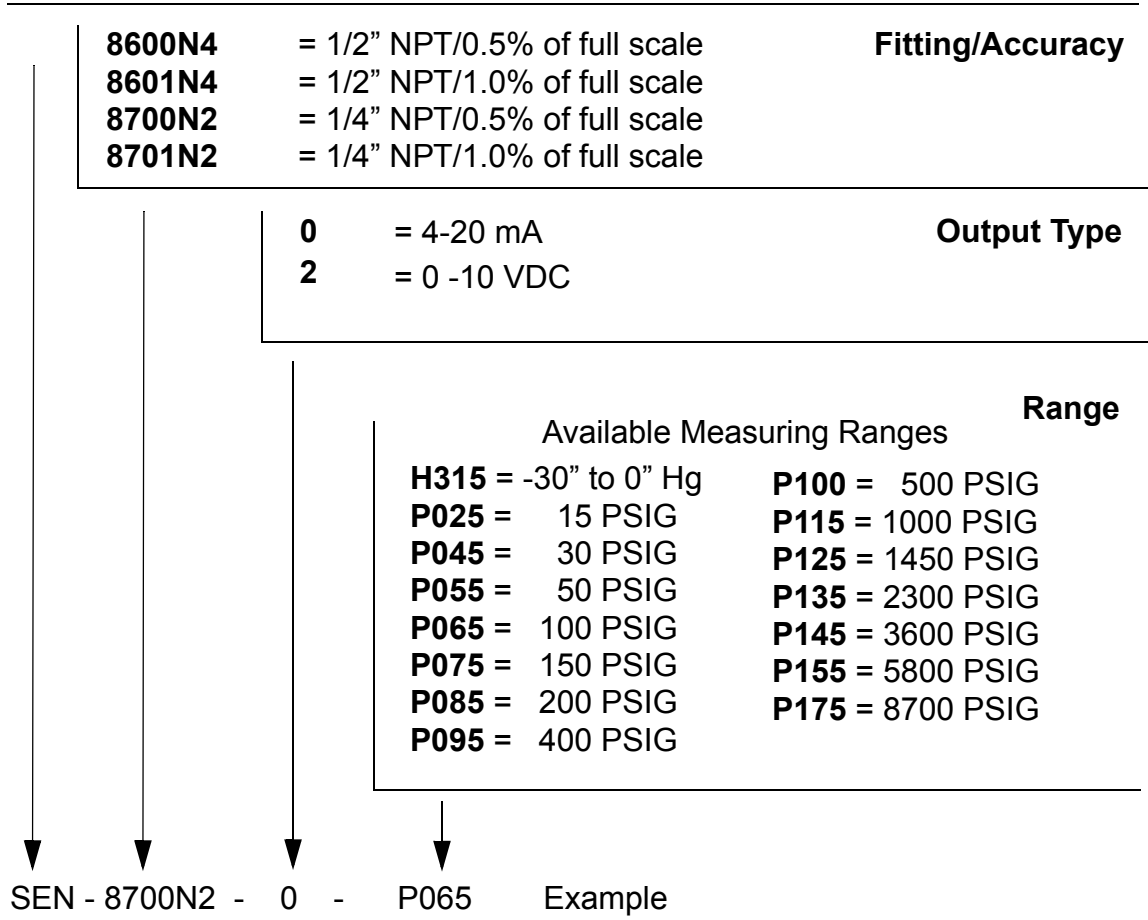 8600N4 = 1/2” NPT/0.5% of full scale Fitting/Accuracy
8601N4 = 1/2” NPT/1.0% of full scale
8700N2 = 1/4” NPT/0.5% of full scale
8701N2 = 1/4” NPT/1.0% of full scale
0 = 4-20 mA Output Type
2 = 0 -10 VDC
Range
Available Measuring Ranges
H315 = -30” to 0” Hg
P025 = 15 PSIG
P045 = 30 PSIG
P055 = 50 PSIG
P065 = 100 PSIG
P075 = 150 PSIG
P085 = 200 PSIG
P095 = 400 PSIG
P100 = 500 PSIG
P115 = 1000 PSIG
P125 = 1450 PSIG
P135 = 2300 PSIG
P145 = 3600 PSIG
P155 = 5800 PSIG
P175 = 8700 PSIG
SEN - 8700N2 - 0 - P065 Example